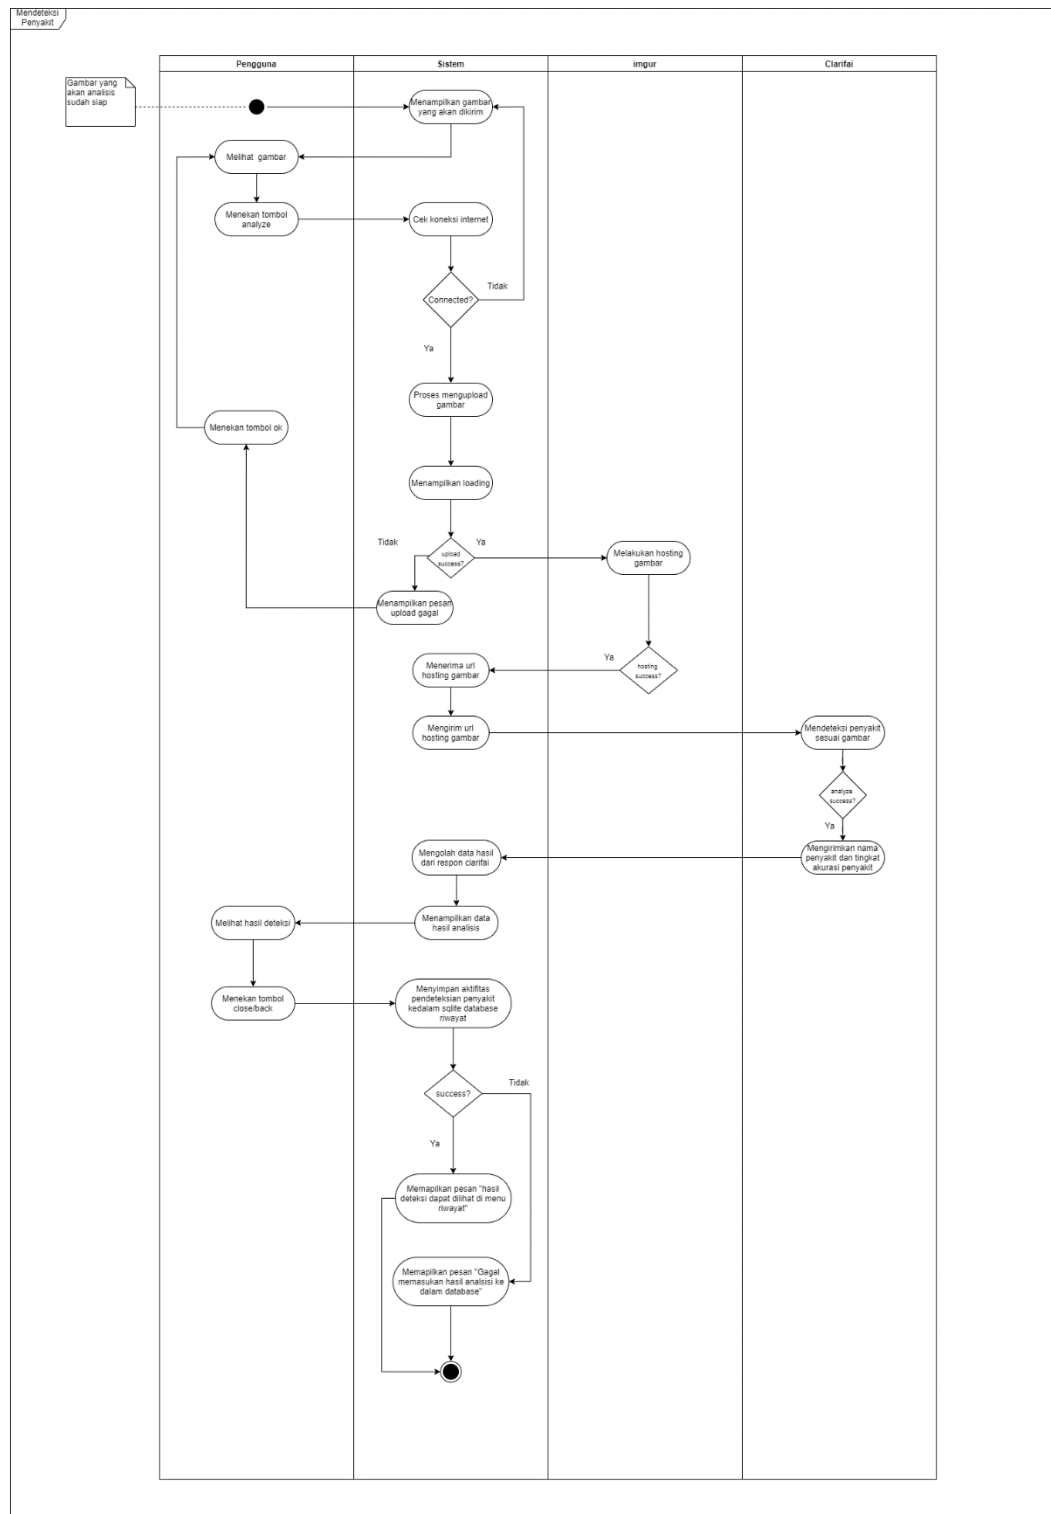 Mendeteksi
Penyakit
Pengguna
Sistem
imgur
Clarifai
Gambar yang
akan analisis
sudah siap
Menampilkan gambar
yang akan dikirim
Melihat gambar
Menekan tombol
analyze
Cek koneksi internet
Connected?
Tidak
Ya
Proses mengupload
gambar
Menekan tombol ok
Menampilkan loading
Tidak
upload
success?
Ya
Melakukan hosting
gambar
Menampilkan pesan
upload gagal
Menerima url
hosting gambar
Ya
hosting
success?
Mengirim url
hosting gambar
Mendeteksi penyakit
sesuai gambar
analyze
success?
Ya
Mengolah data hasil
dari respon clarifai
Mengirimkan nama
penyakit dan tingkat
akurasi penyakit
Melihat hasil deteksi
Menampilkan data
hasil analisis
Menekan tombol
close/back
Menyimpan aktifitas
pendeteksian penyakit
kedalam sqlite database
riwayat
success?
Tidak
Ya
Memapilkan pesan "hasil
deteksi dapat dilihat di menu
riwayat"
Memapilkan pesan "Gagal
memasukan hasil analsisi ke
dalam database"